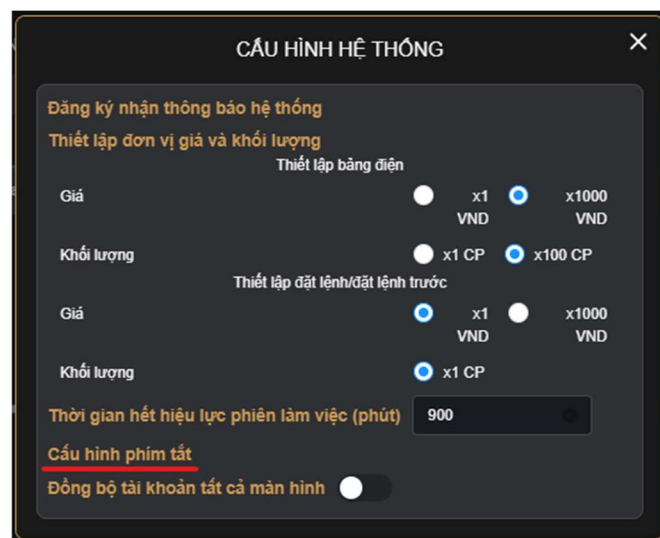 CẤU HÌNH HỆ THỐNG
Đăng ký nhận thông báo hệ thống
Thiết lập đơn vị giá và khối lượng
Thiết lập bảng điện
Giá x1 VND x1000 VND
Khối lượng x1 CP x100 CP
Thiết lập đặt lệnh/đặt lệnh trước
Giá x1 VND x1000 VND
Khối lượng x1 CP
Thời gian hết hiệu lực phiên làm việc (phút) 900
Cấu hình phím tắt
Đồng bộ tài khoản tất cả màn hình